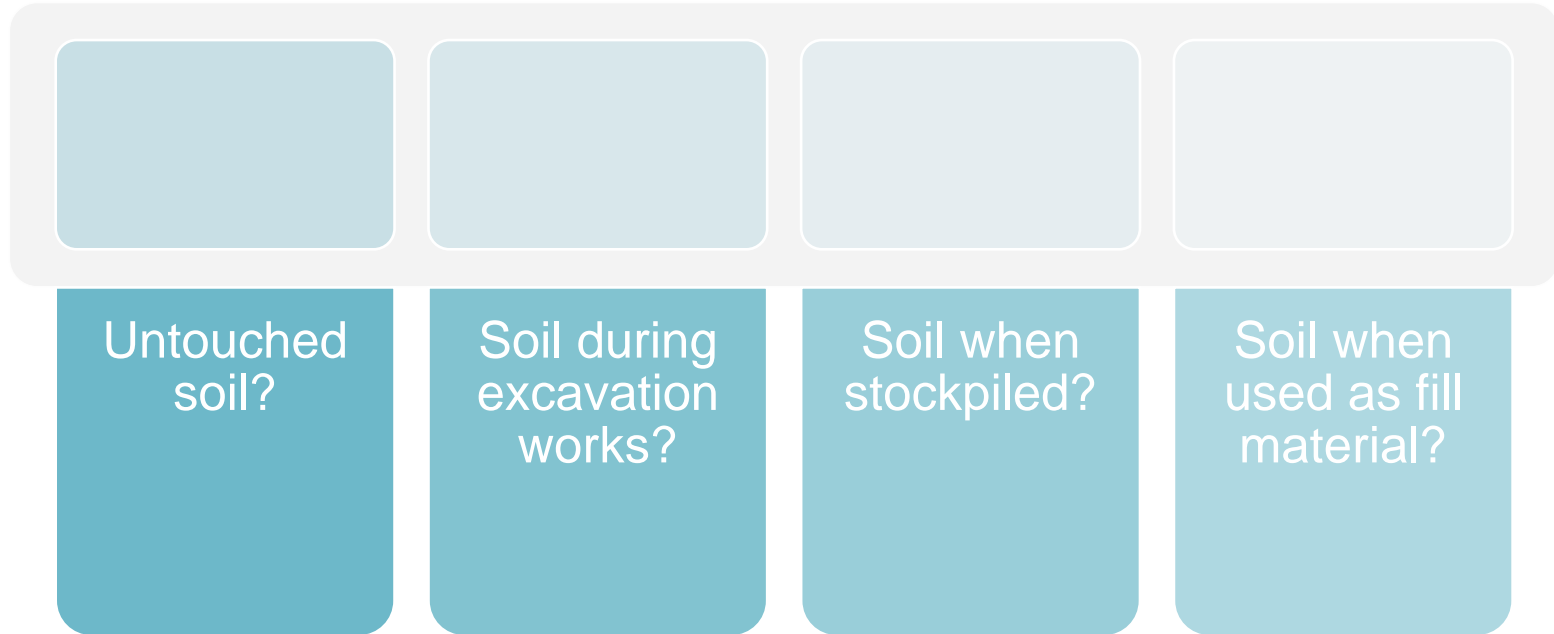 Untouched
soil?
Soil during
excavation
works?
Soil when
stockpiled?
Soil when
used as fill
material?